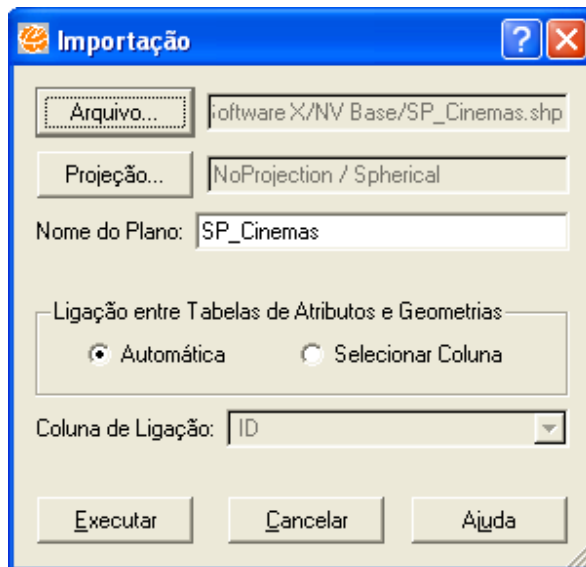 Importação
Arquivo... Software X/NV Base/SP_Cinemas.shp
Projeção... NoProjection / Spherical
Nome do Plano: SP_Cinemas
Ligação entre Tabelas de Atributos e Geometrias
Automática Selecionar Coluna
Coluna de Ligação: ID
Executar Cancelar Ajuda